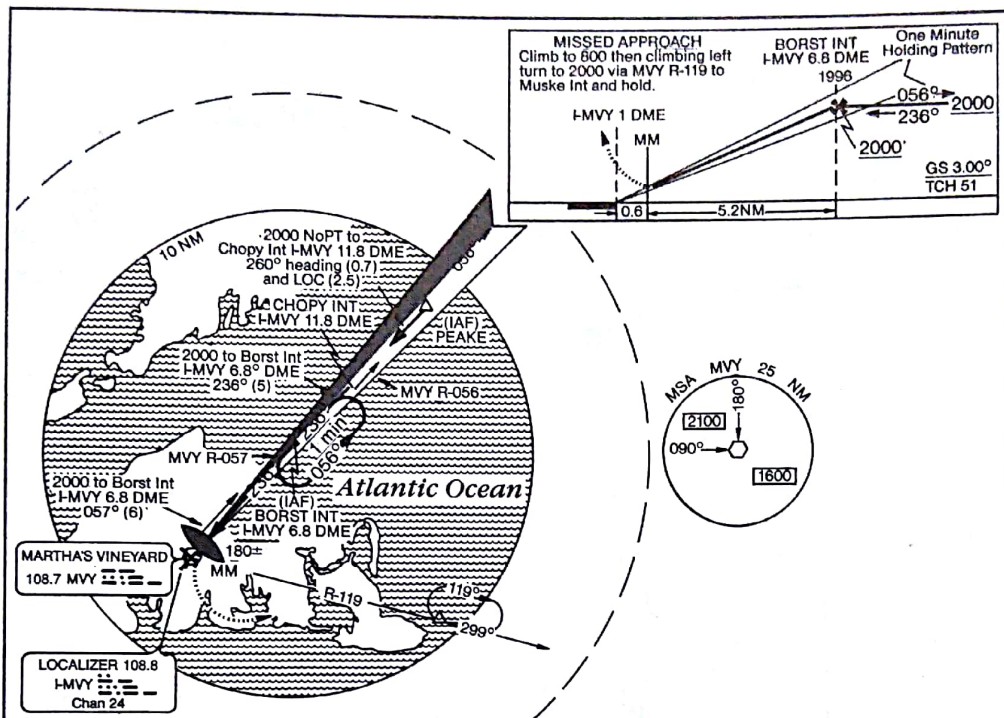 MISSED APPROACH
Climb to 800 then climbing left
turn to 2000 via MVY R-119 to
Muske Int and hold.
BORST INT
I-MVY 6.8 DME
1996
One Minute
Holding Pattern
056°
236°
2000
2000'
I-MVY 1 DME
MM
GS 3.00°
TCH 51
0.6
5.2NM
10 NM
2000 NoPT to
Chopy Int I-MVY 11.8 DME
260° heading (0.7)
and LOC (2.5)
056°
CHOPY INT
I-MVY 11.8 DME
(IAF)
PEAKE
2000 to Borst Int
I-MVY 6.8° DME
236° (5)
MVY R-056
236°
1 min
056°
MVY R-057
236°
2000 to Borst Int
I-MVY 6.8 DME
057° (6)
(IAF)
BORST INT
I-MVY 6.8 DME
Atlantic Ocean
MARTHA'S VINEYARD
108.7 MVY
180±
MM
R-119
119°
299°
LOCALIZER 108.8
I-MVY
Chan 24
MSA MVY 25 NM
180°
2100
090°
1600